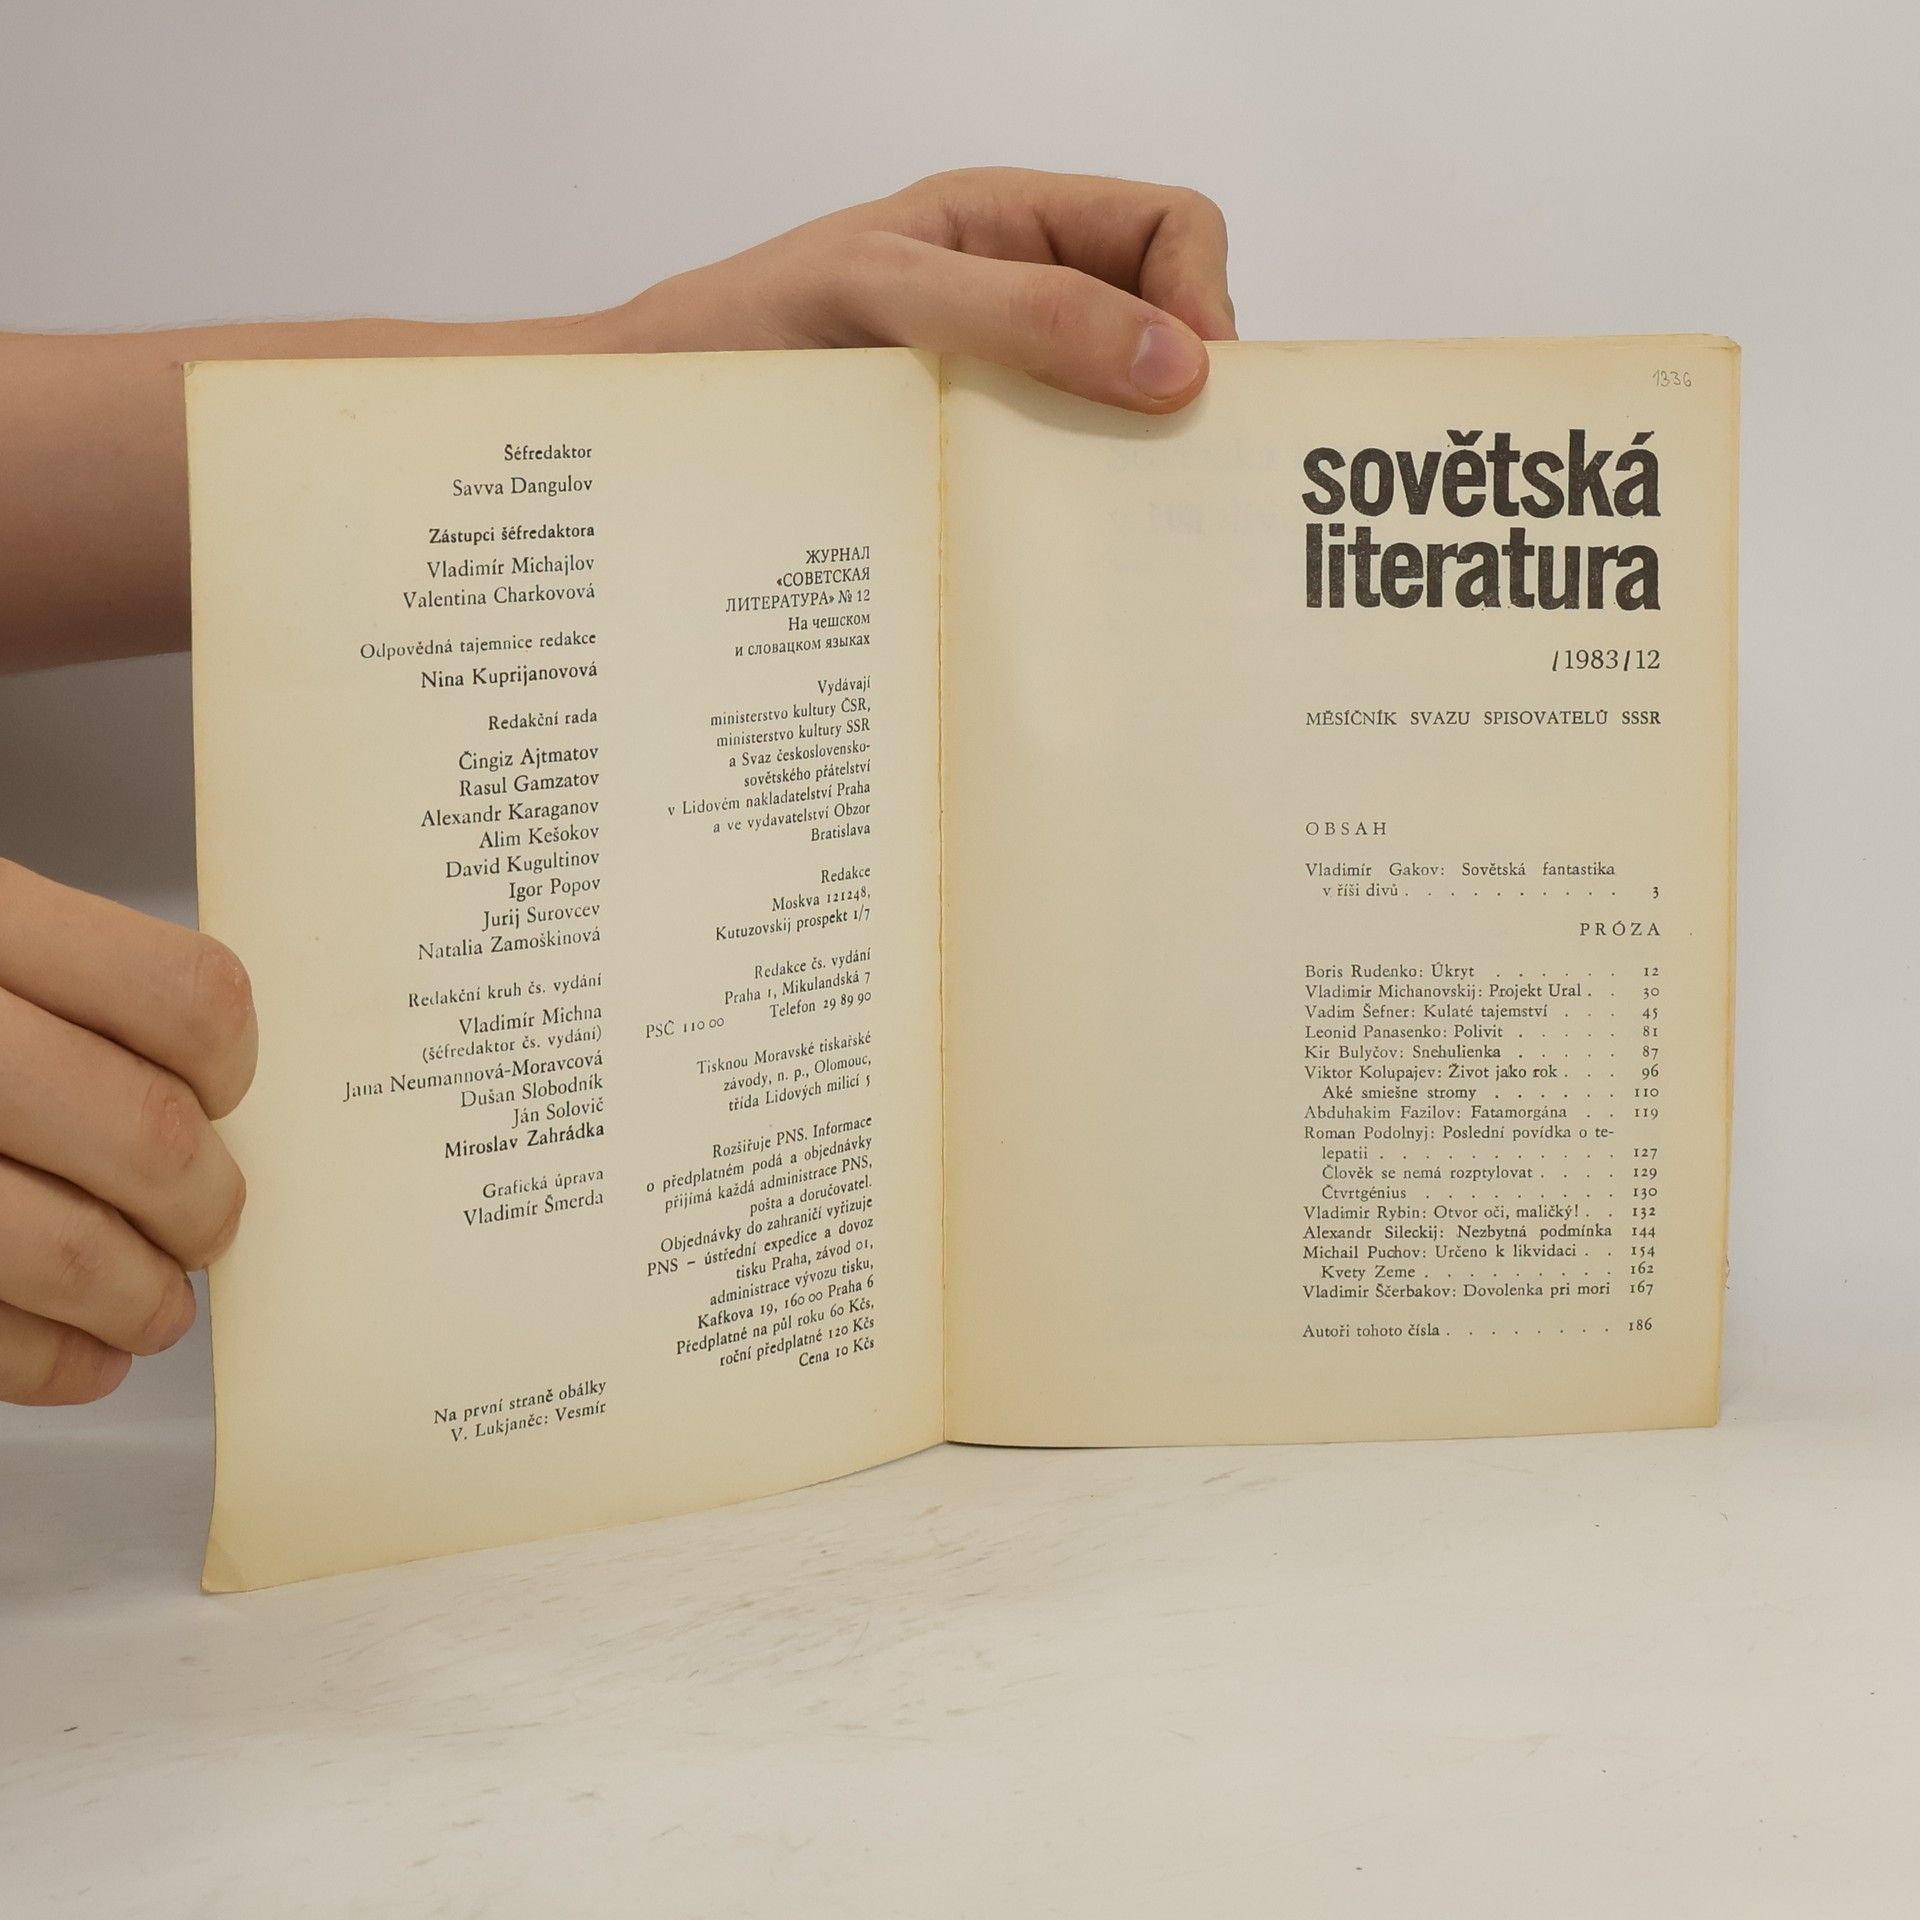 Šéfredaktor
Savva Dangulov
Zástupci šéfredaktora
Vladimír Michajlov
Valentina Charkovová
Odpovědná tajemnice redakce
Nina Kuprijanovová
Redakční rada
Čingiz Ajtmatov
Rasul Gamzatov
Alexandr Karaganov
Alim Kešokov
David Kugultinov
Igor Popov
Jurij Surovcev
Natalia Zamoškinová
Redakční kruh čs. vydání
Vladimír Michna
(šéfredaktor čs. vydání)
Jana Neumannová-Moravcová
Dušan Slobodník
Ján Solovič
Miroslav Zahrádka
Grafická úprava
Vladimír Šmerda
Na první straně obálky
V. Lukjaněc: Vesmír
ЖУРНАЛ
«СОВЕТСКАЯ
ЛИТЕРАТУРА» № 12
На чешском
и словацком языках
Vydávají
ministerstvo kultury ČSR,
ministerstvo kultury SSR
a Svaz československo-
sovětského přátelství
v Lidovém nakladatelství Praha
a ve vydavatelství Obzor
Bratislava
Redakce
Moskva 121248,
Kutuzovskij prospekt 1/7
Redakce čs. vydání
Praha 1, Mikulandská 7
PSČ 110 00 Telefon 29 89 90
Tisknou Moravské tiskařské
závody, n. p., Olomouc,
třída Lidových milicí 5
Rozšiřuje PNS. Informace
o předplatném podá a objednávky
přijímá každá administrace PNS,
pošta a doručovatel.
Objednávky do zahraničí vyřizuje
PNS – ústřední expedice a dovoz
tisku Praha, závod 01,
administrace vývozu tisku,
Kafkova 19, 160 00 Praha 6
Předplatné na půl roku 60 Kčs,
roční předplatné 120 Kčs
Cena 10 Kčs
1336
sovětská
literatura
/1983/12
MĚSÍČNÍK SVAZU SPISOVATELŮ SSSR
OBSAH
Vladimír Gakov: Sovětská fantastika
v říši divů . . . . . . . . . . 3
PRÓZA
Boris Rudenko: Úkryt . . . . . . 12
Vladimir Michanovskij: Projekt Ural . . 30
Vadim Šefner: Kulaté tajemství . . . 45
Leonid Panasenko: Polivit . . . . . 81
Kir Bulyčov: Snehulienka . . . . . 87
Viktor Kolupajev: Život jako rok . . . 96
Aké smiešne stromy . . . . . . 110
Abduhakim Fazilov: Fatamorgána . . 119
Roman Podolnyj: Poslední povídka o te-
lepatii . . . . . . . . . . . 127
Člověk se nemá rozptylovat . . . . 129
Čtvrtgénius . . . . . . . . . 130
Vladimir Rybin: Otvor oči, maličký! . . 132
Alexandr Sileckij: Nezbytná podmínka 144
Michail Puchov: Určeno k likvidaci . . 154
Kvety Zeme . . . . . . . . . 162
Vladimir Ščerbakov: Dovolenka pri mori 167
Autoři tohoto čísla . . . . . . . . 186